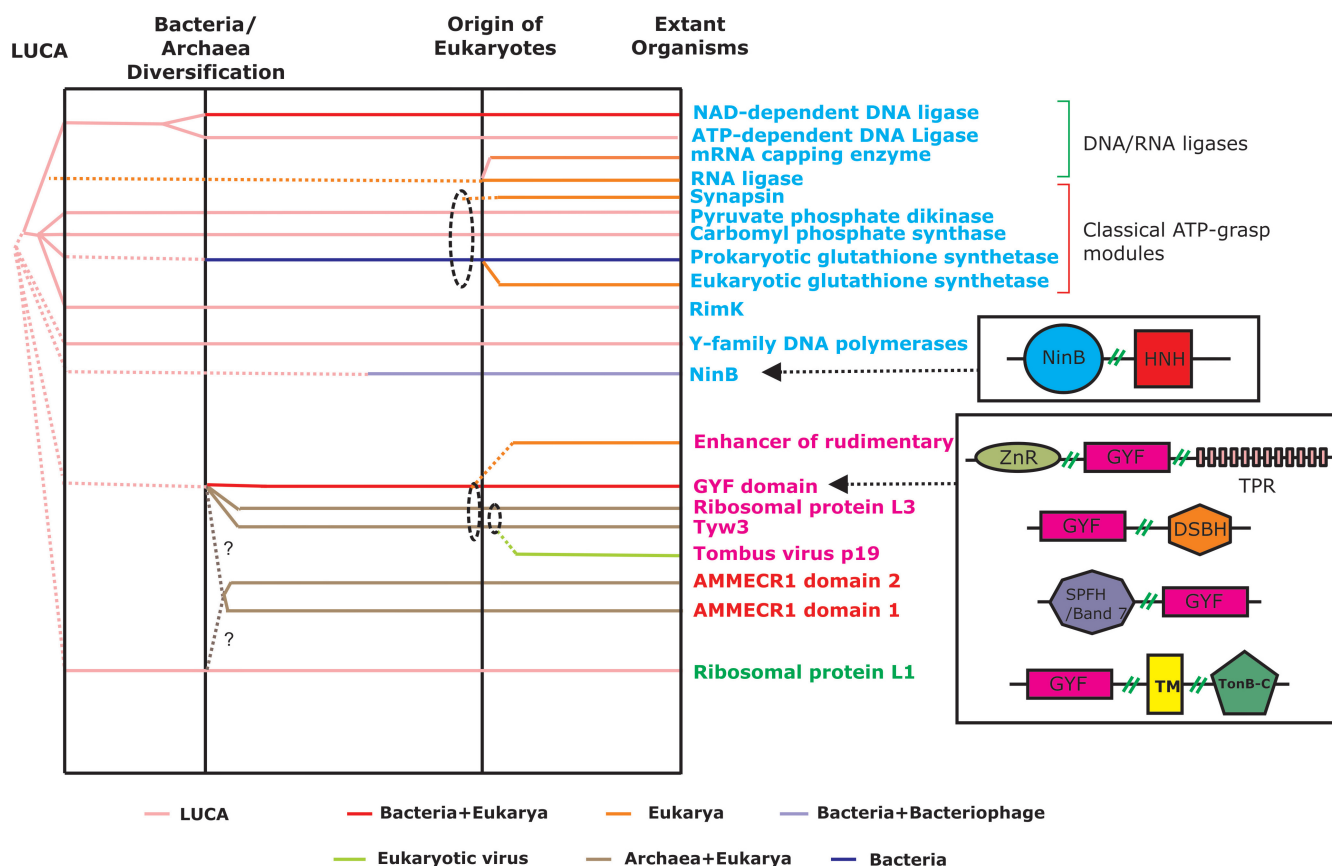 LUCA
Bacteria/
Archaea
Diversification
Origin of
Eukaryotes
Extant
Organisms
NAD-dependent DNA ligase
ATP-dependent DNA Ligase
mRNA capping enzyme
RNA ligase
DNA/RNA ligases
Synapsin
Pyruvate phosphate dikinase
Carbomyl phosphate synthase
Prokaryotic glutathione synthetase
Eukaryotic glutathione synthetase
Classical ATP-grasp
modules
RimK
Y-family DNA polymerases
NinB
NinB
HNH
Enhancer of rudimentary
GYF domain
Ribosomal protein L3
Tyw3
Tombus virus p19
AMMECR1 domain 2
AMMECR1 domain 1
Ribosomal protein L1
?
?
ZnR
GYF
TPR
GYF
DSBH
SPFH
/Band 7
GYF
GYF
TM
TonB-C
LUCA
Bacteria+Eukarya
Eukarya
Bacteria+Bacteriophage
Eukaryotic virus
Archaea+Eukarya
Bacteria